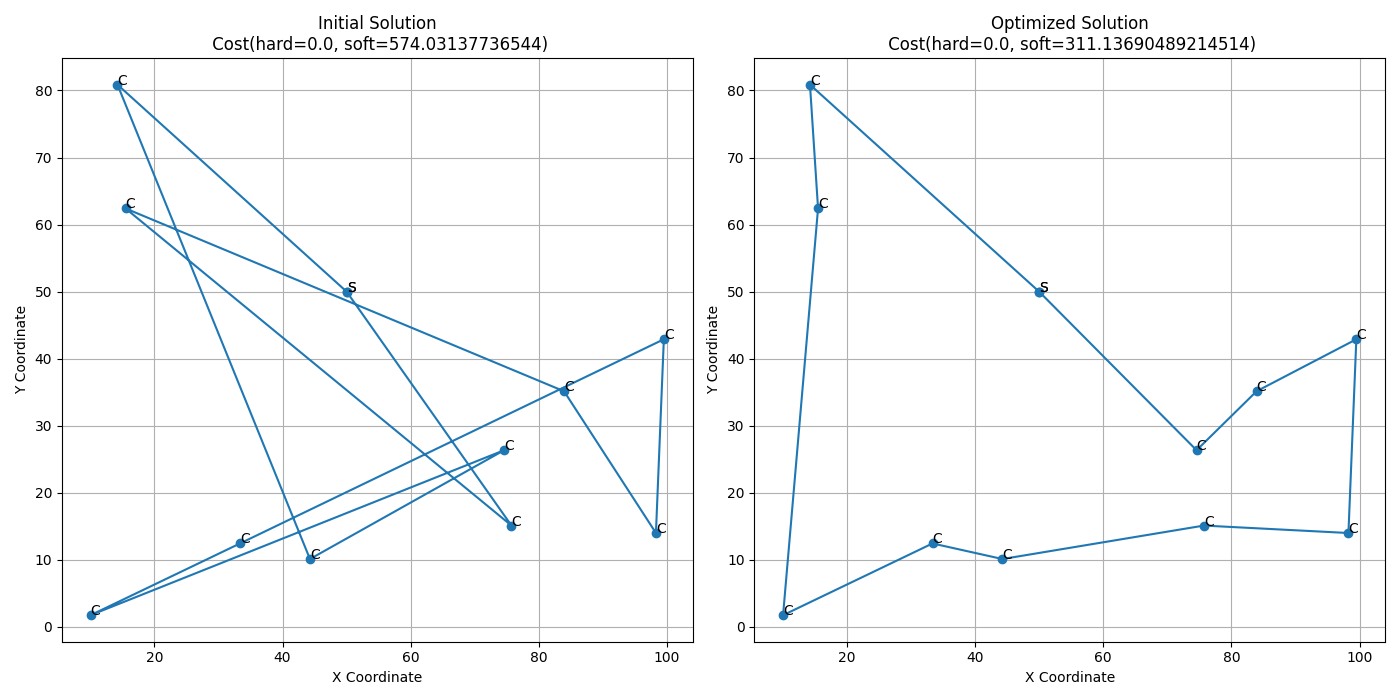 Initial Solution
Cost(hard=0.0, soft=574.03137736544)
80
70
60
50
40
30
20
10
0
Y Coordinate
C
C
S
C
C
C
C
C
C
C
C
20
40
60
80
100
X Coordinate
Optimized Solution
Cost(hard=0.0, soft=311.13690489214514)
80
70
60
50
40
30
20
10
0
Y Coordinate
C
C
S
C
C
C
C
C
C
C
C
20
40
60
80
100
X Coordinate